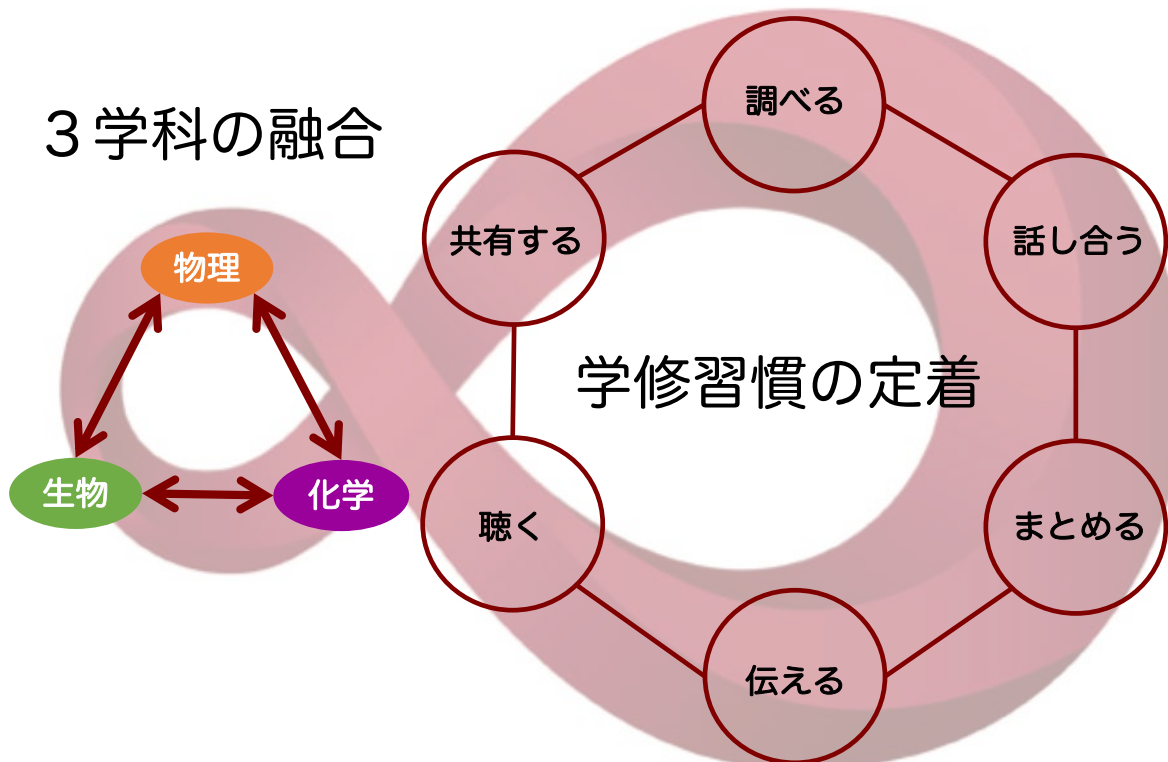 ３学科の融合
物理
生物
化学
学修習慣の定着
調べる
話し合う
まとめる
伝える
聴く
共有する